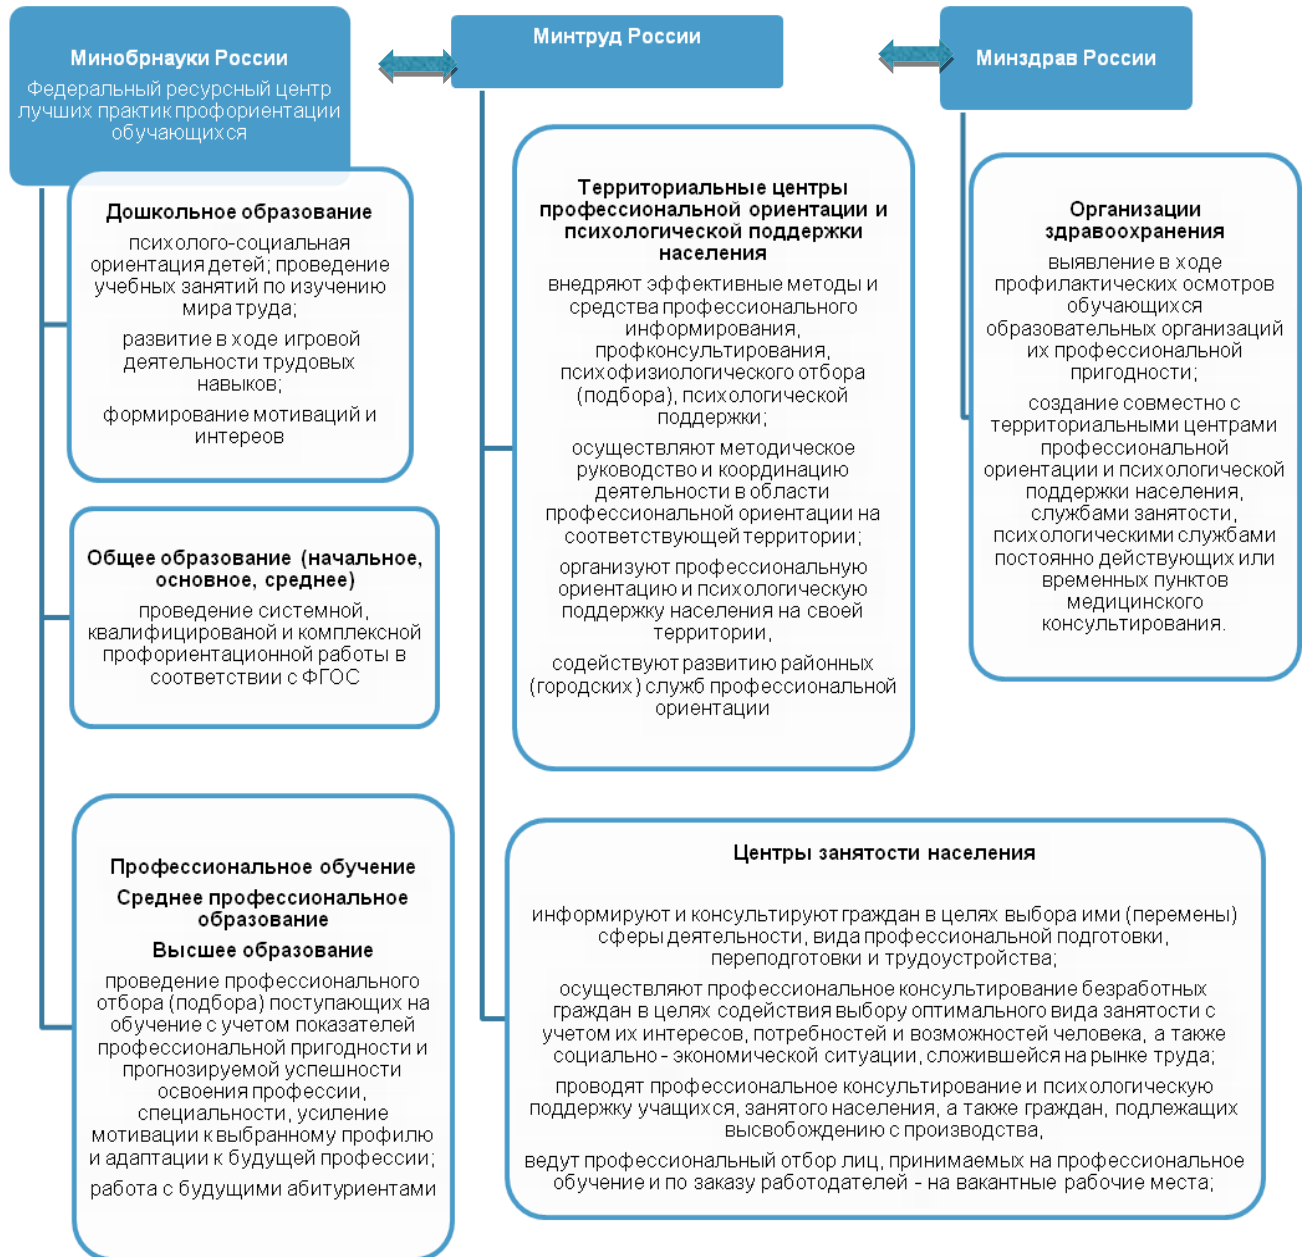 Минобрнауки России
Федеральный ресурсный центр
лучших практик профориентации
обучающихся
Дошкольное образование
психолого-социальная
ориентация детей; проведение
учебных занятий по изучению
мира труда;
развитие в ходе игровой
деятельности трудовых
навыков;
формирование мотиваций и
интереов
Общее образование (начальное,
основное, среднее)
проведение системной,
квалифицированой и комплексной
профориентационной работы в
соответствии с ФГОС
Профессиональное обучение
Среднее профессиональное
образование
Высшее образование
проведение профессионального
отбора (подбора) поступающих на
обучение с учетом показателей
профессиональной пригодности и
прогнозируемой успешности
освоения профессии,
специальности, усиление
мотивации к выбранному профилю
и адаптации к будущей профессии;
работа с будущими абитуриентами
Минтруд России
Территориальные центры
профессиональной ориентации и
психологической поддержки
населения
внедряют эффективные методы и
средства профессионального
информирования,
профконсультирования,
психофизиологического отбора
(подбора), психологической
поддержки;
осуществляют методическое
руководство и координацию
деятельности в области
профессиональной ориентации на
соответствующей территории;
организуют профессиональную
ориентацию и психологическую
поддержку населения на своей
территории,
содействуют развитию районных
(городских) служб профессиональной
ориентации
Центры занятости населения
информируют и консультируют граждан в целях выбора ими (перемены)
сферы деятельности, вида профессиональной подготовки,
переподготовки и трудоустройства;
осуществляют профессиональное консультирование безработных
граждан в целях содействия выбору оптимального вида занятости с
учетом их интересов, потребностей и возможностей человека, а также
социально - экономической ситуации, сложившейся на рынке труда;
проводят профессиональное консультирование и психологическую
поддержку учащихся, занятого населения, а также граждан, подлежащих
высвобождению с производства,
ведут профессиональный отбор лиц, принимаемых на профессиональное
обучение и по заказу работодателей - на вакантные рабочие места;
Минздрав России
Организации
здравоохранения
выявление в ходе
профилактических осмотров
обучающихся
образовательных организаций
их профессиональной
пригодности;
создание совместно с
территориальными центрами
профессиональной
ориентации и психологической
поддержки населения,
службами занятости,
психологическими службами
постоянно действующих или
временных пунктов
медицинского
консультирования.